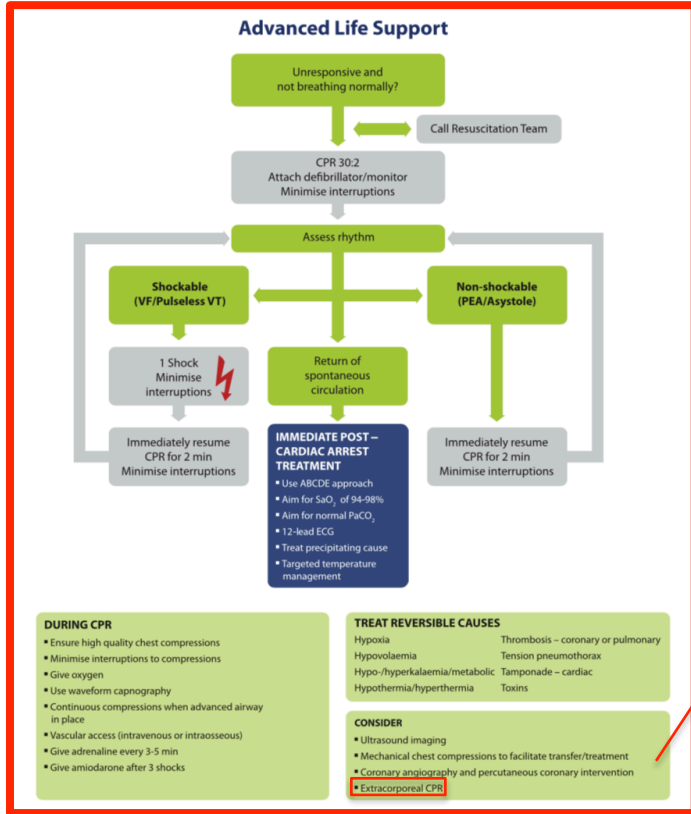 Advanced Life Support
Unresponsive and
not breathing normally?
Call Resuscitation Team
CPR 30:2
Attach defibrillator/monitor
Minimise interruptions
Assess rhythm
Shockable
(VF/Pulseless VT)
Non-shockable
(PEA/Asystole)
1 Shock
Minimise
interruptions
Return of
spontaneous
circulation
Immediately resume
CPR for 2 min
Minimise interruptions
IMMEDIATE POST –
CARDIAC ARREST
TREATMENT
▪ Use ABCDE approach
▪ Aim for SaO₂ of 94-98%
▪ Aim for normal PaCO₂
▪ 12-lead ECG
▪ Treat precipitating cause
▪ Targeted temperature
management
Immediately resume
CPR for 2 min
Minimise interruptions
DURING CPR
▪ Ensure high quality chest compressions
▪ Minimise interruptions to compressions
▪ Give oxygen
▪ Use waveform capnography
▪ Continuous compressions when advanced airway
in place
▪ Vascular access (intravenous or intraosseous)
▪ Give adrenaline every 3-5 min
▪ Give amiodarone after 3 shocks
TREAT REVERSIBLE CAUSES
Hypoxia Thrombosis – coronary or pulmonary
Hypovolaemia Tension pneumothorax
Hypo-/hyperkalaemia/metabolic Tamponade – cardiac
Hypothermia/hyperthermia Toxins
CONSIDER
▪ Ultrasound imaging
▪ Mechanical chest compressions to facilitate transfer/treatment
▪ Coronary angiography and percutaneous coronary intervention
▪ Extracorporeal CPR